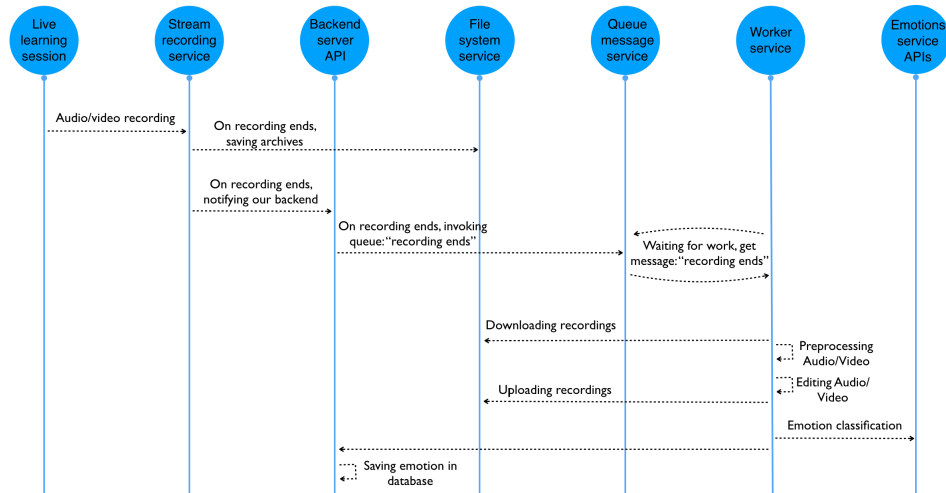 Live
learning
session
Stream
recording
service
Backend
server
API
File
system
service
Queue
message
service
Worker
service
Emotions
service
APIs
Audio/video recording
On recording ends,
saving archives
On recording ends,
notifying our backend
On recording ends, invoking
queue: “recording ends”
Waiting for work, get
message: “recording ends”
Downloading recordings
Preprocessing
Audio/Video
Editing Audio/
Video
Uploading recordings
Emotion classification
Saving emotion in
database